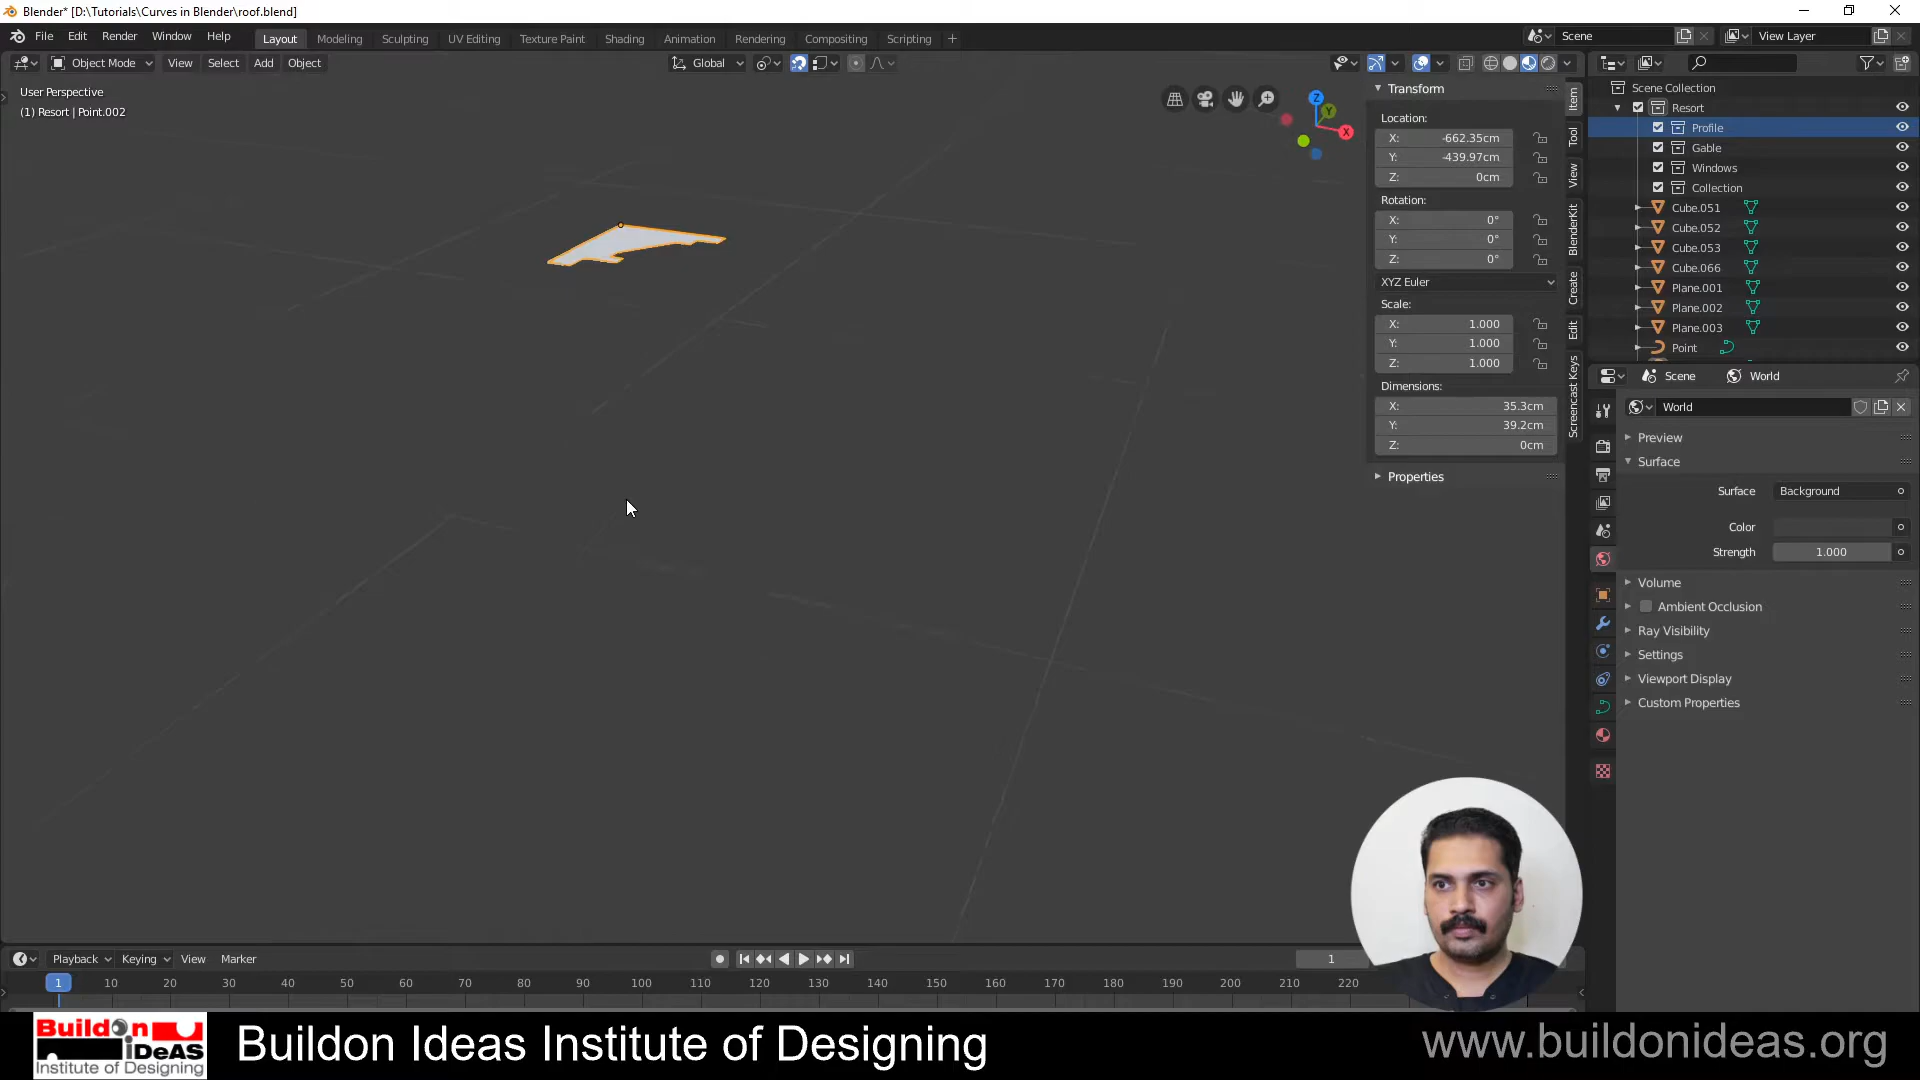 Blender* [D:\Tutorials\Curves in Blender\roof.blend]
File Edit Render Window Help Layout Modeling Sculpting UV Editing Texture Paint Shading Animation Rendering Compositing Scripting + Scene View Layer
Object Mode View Select Add Object Global
User Perspective
(1) Resort | Point.002
Z
Y
X
Transform
Location:
X: -662.35cm
Y: -439.97cm
Z: 0cm
Rotation:
X: 0°
Y: 0°
Z: 0°
XYZ Euler
Scale:
X: 1.000
Y: 1.000
Z: 1.000
Dimensions:
X: 35.3cm
Y: 39.2cm
Z: 0cm
Properties
Item
Tool
View
BlenderKit
Create
Edit
Screencast Keys
Scene Collection
Resort
Profile
Gable
Windows
Collection
Cube.051
Cube.052
Cube.053
Cube.066
Plane.001
Plane.002
Plane.003
Point
Scene World
World
Preview
Surface
Surface Background
Color
Strength 1.000
Volume
Ambient Occlusion
Ray Visibility
Settings
Viewport Display
Custom Properties
Playback Keying View Marker 1
1 10 20 30 40 50 60 70 80 90 100 110 120 130 140 150 160 170 180 190 200 210 220
Buildon
iDeAS
Institute of Designing
Buildon Ideas Institute of Designing
www.buildonideas.org